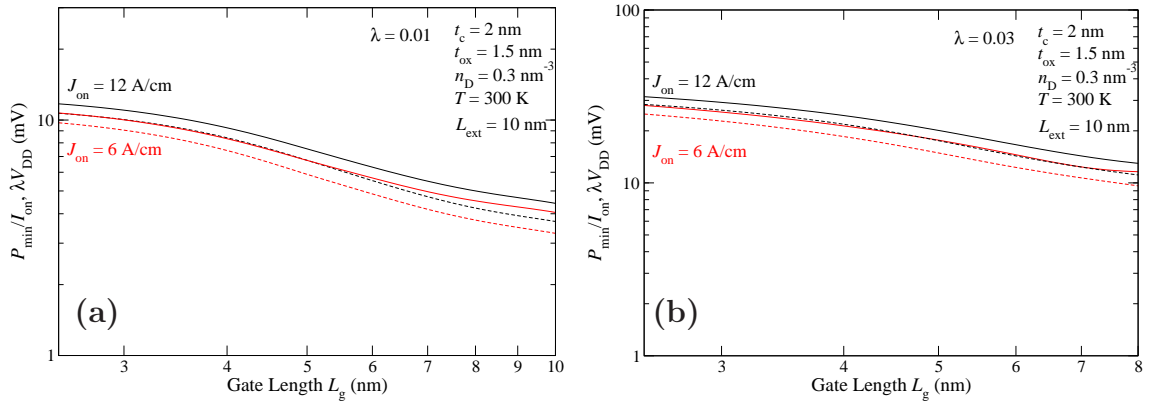 λ = 0.01
t_c = 2 nm
t_ox = 1.5 nm
n_D = 0.3 nm^-3
T = 300 K
L_ext = 10 nm
J_on = 12 A/cm
J_on = 6 A/cm
10
1
P_min/I_on, λV_DD (mV)
(a)
3 4 5 6 7 8 9 10
Gate Length L_g (nm)
λ = 0.03
t_c = 2 nm
t_ox = 1.5 nm
n_D = 0.3 nm^-3
T = 300 K
L_ext = 10 nm
J_on = 12 A/cm
J_on = 6 A/cm
100
10
1
P_min/I_on, λV_DD (mV)
(b)
3 4 5 6 7 8
Gate Length L_g (nm)